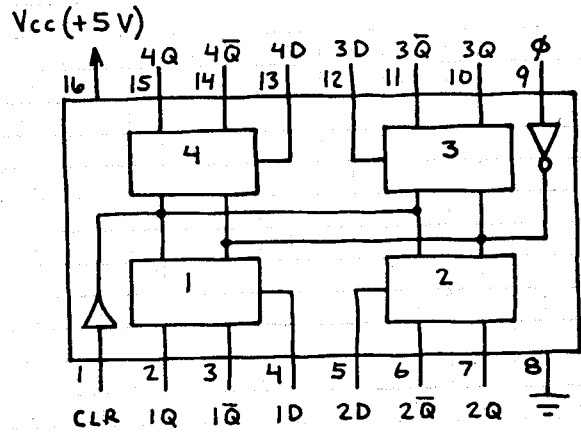 Vcc (+5 V)
4Q 4Q̅ 4D 3D 3Q̅ 3Q ϕ
16 15 14 13 12 11 10 9
4 3
1 2
1 2 3 4 5 6 7 8
CLR 1Q 1Q̅ 1D 2D 2Q̅ 2Q